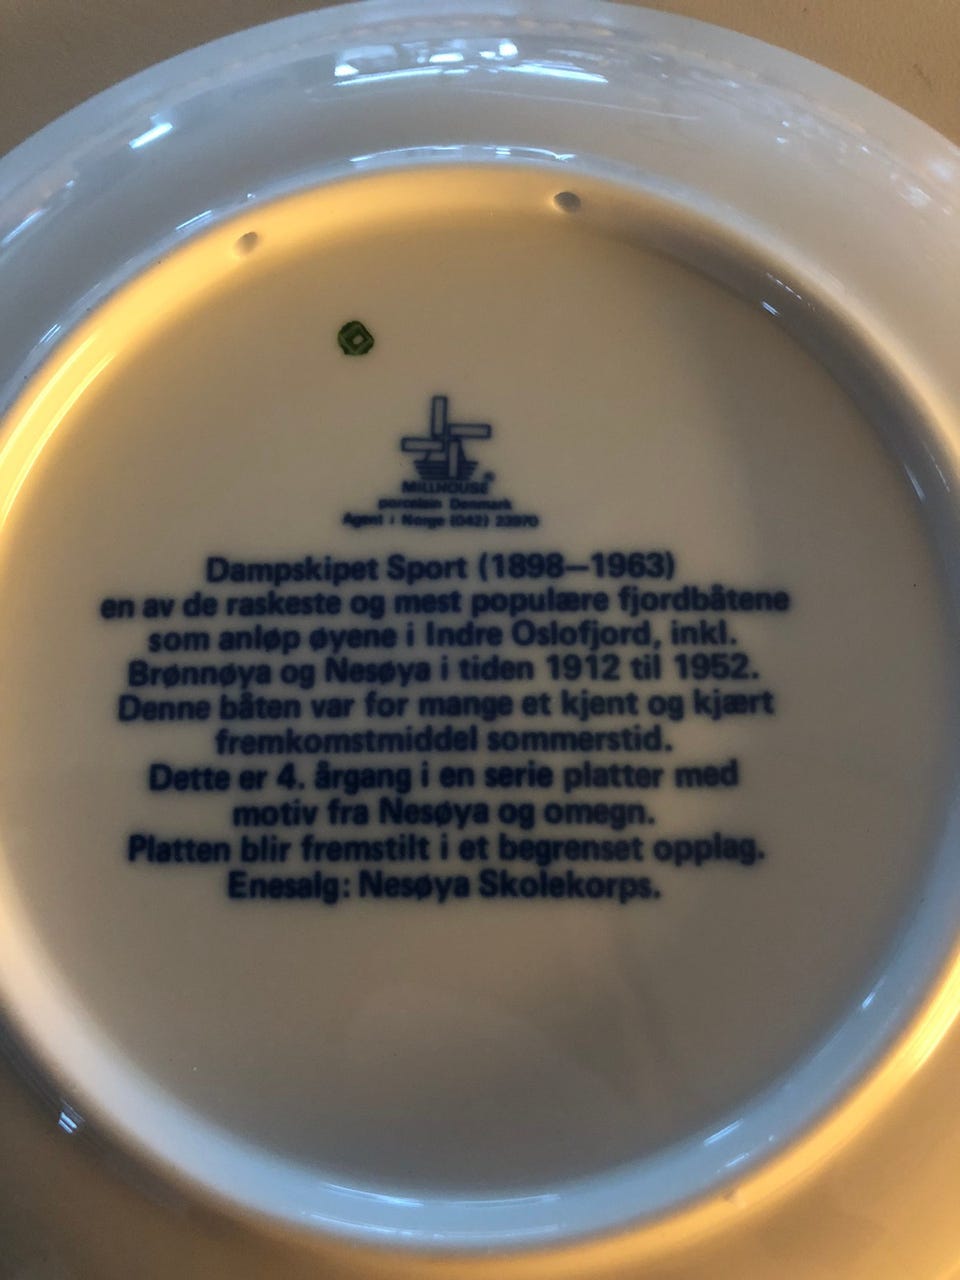 MILLHOUSE®
porcelain Denmark
Agent i Norge (042) 23970
Dampskipet Sport (1898–1963)
en av de raskeste og mest populære fjordbåtene
som anløp øyene i Indre Oslofjord, inkl.
Brønnøya og Nesøya i tiden 1912 til 1952.
Denne båten var for mange et kjent og kjært
fremkomstmiddel sommerstid.
Dette er 4. årgang i en serie platter med
motiv fra Nesøya og omegn.
Platten blir fremstilt i et begrenset opplag.
Enesalg: Nesøya Skolekorps.